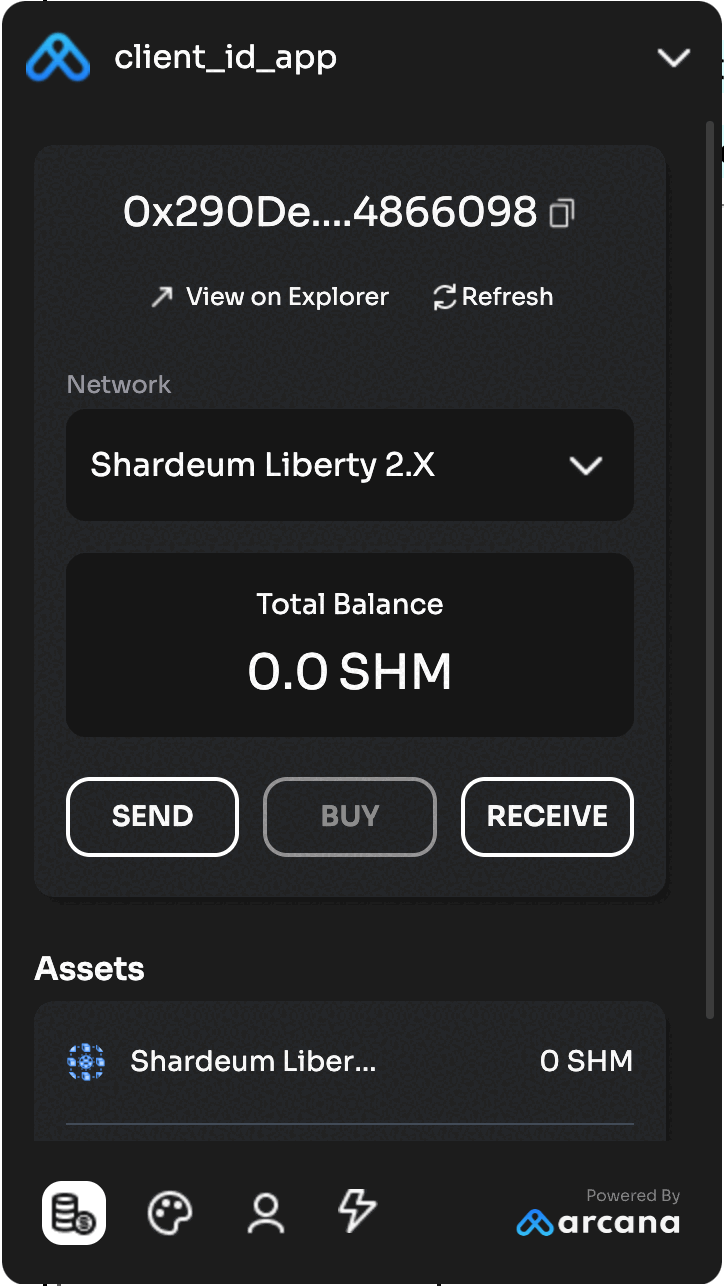 client_id_app
0x290De....4866098
View on Explorer Refresh
Network
Shardeum Liberty 2.X
Total Balance
0.0 SHM
SEND BUY RECEIVE
Assets
Shardeum Liber... 0 SHM
Powered By
arcana